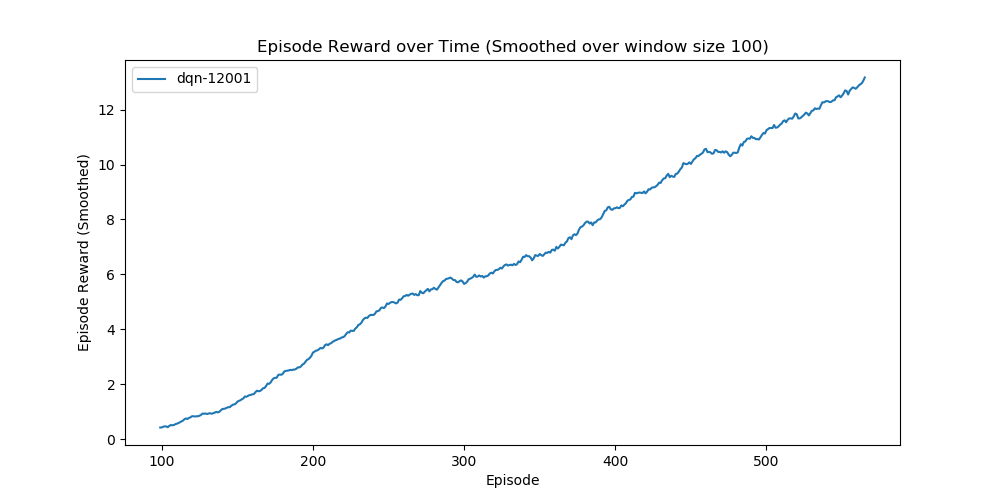 Episode Reward over Time (Smoothed over window size 100)
dqn-12001
Episode Reward (Smoothed)
12
10
8
6
4
2
0
100 200 300 400 500
Episode